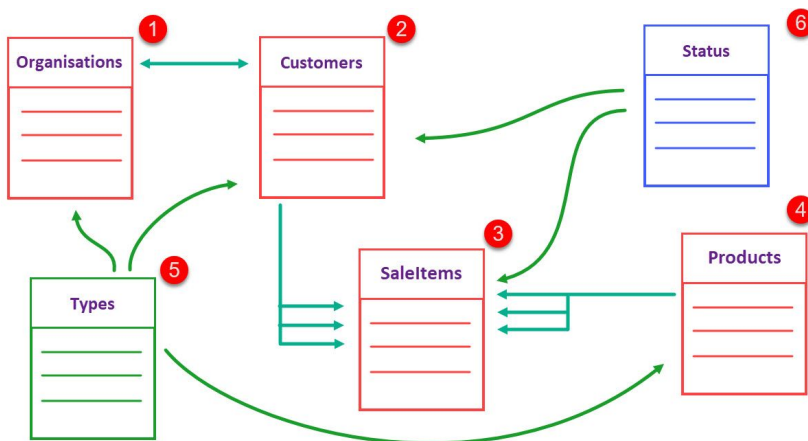 1
Organisations
2
Customers
6
Status
3
SaleItems
4
Products
5
Types